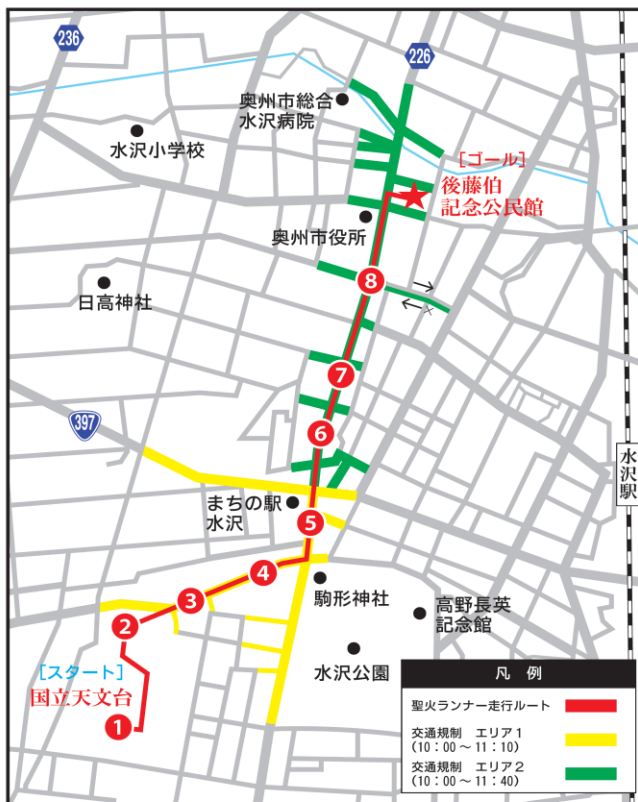 236
226
奥州市総合
水沢病院
水沢小学校
［ゴール］
後藤伯
記念公民館
奥州市役所
8
日高神社
7
397
6
水沢駅
まちの駅
水沢
5
4
駒形神社
3
高野長英
記念館
2
水沢公園
［スタート］
国立天文台
1
凡 例
聖火ランナー走行ルート
交通規制 エリア1
（10：00～11：10）
交通規制 エリア2
（10：00～11：40）